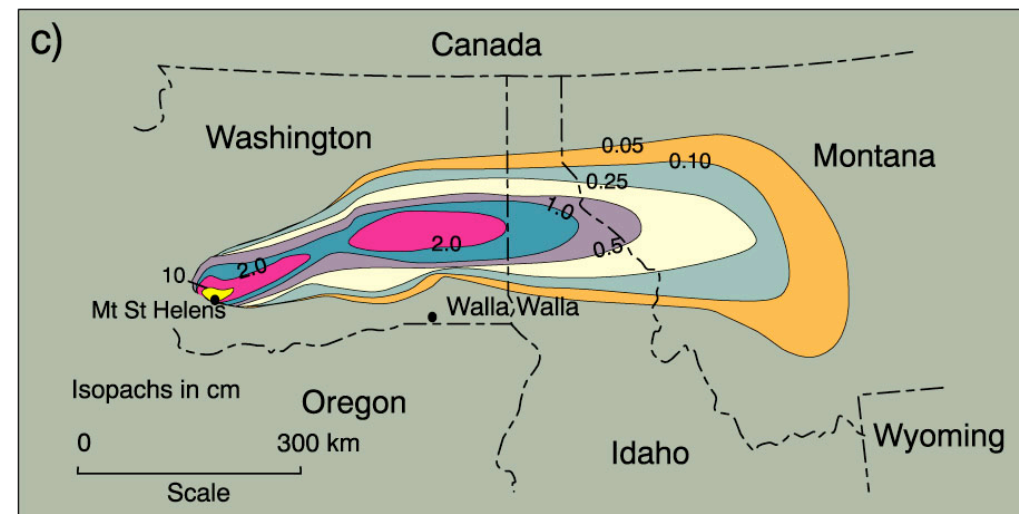 c)
Canada
Washington
0.05
0.10
Montana
0.25
1.0
2.0
0.5
2.0
10
Mt St Helens
Walla Walla
Isopachs in cm
Oregon
0 300 km
Scale
Idaho
Wyoming